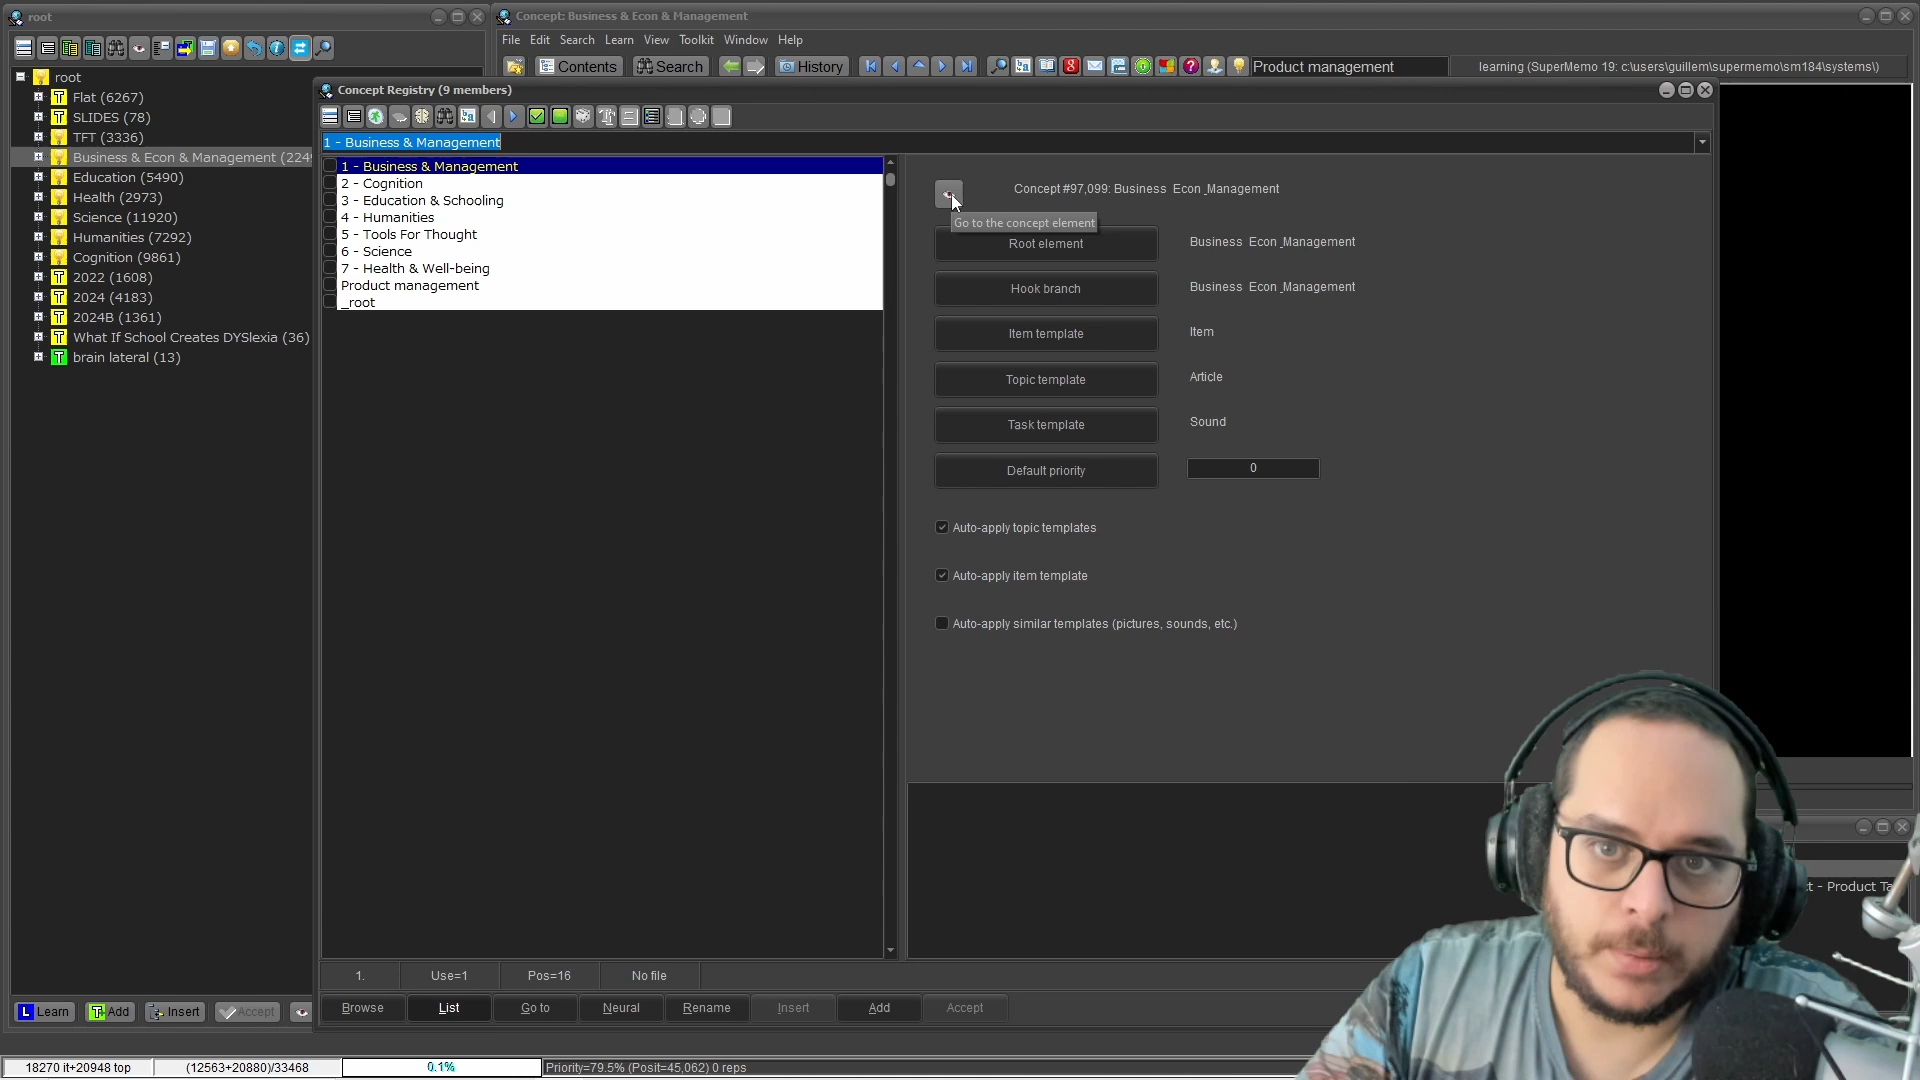 root
Concept: Business & Econ & Management
File Edit Search Learn View Toolkit Window Help
Contents Search History Product management learning (SuperMemo 19: c:\users\guillem\supermemo\sm184\systems\)
root
Flat (6267)
SLIDES (78)
TFT (3336)
Business & Econ & Management (2249
Education (5490)
Health (2973)
Science (11920)
Humanities (7292)
Cognition (9861)
2022 (1608)
2024 (4183)
2024B (1361)
What If School Creates DYSlexia (36)
brain lateral (13)
Concept Registry (9 members)
1 - Business & Management
1 - Business & Management
2 - Cognition
3 - Education & Schooling
4 - Humanities
5 - Tools For Thought
6 - Science
7 - Health & Well-being
Product management
_root
Concept #97,099: Business Econ _Management
Go to the concept element
Root element Business Econ _Management
Hook branch Business Econ _Management
Item template Item
Topic template Article
Task template Sound
Default priority 0
Auto-apply topic templates
Auto-apply item template
Auto-apply similar templates (pictures, sounds, etc.)
t - Product Ta
1. Use=1 Pos=16 No file
Browse List Go to Neural Rename Insert Add Accept
Learn Add Insert Accept
18270 it+20948 top (12563+20880)/33468 0.1% Priority=79.5% (Posit=45,062) 0 reps